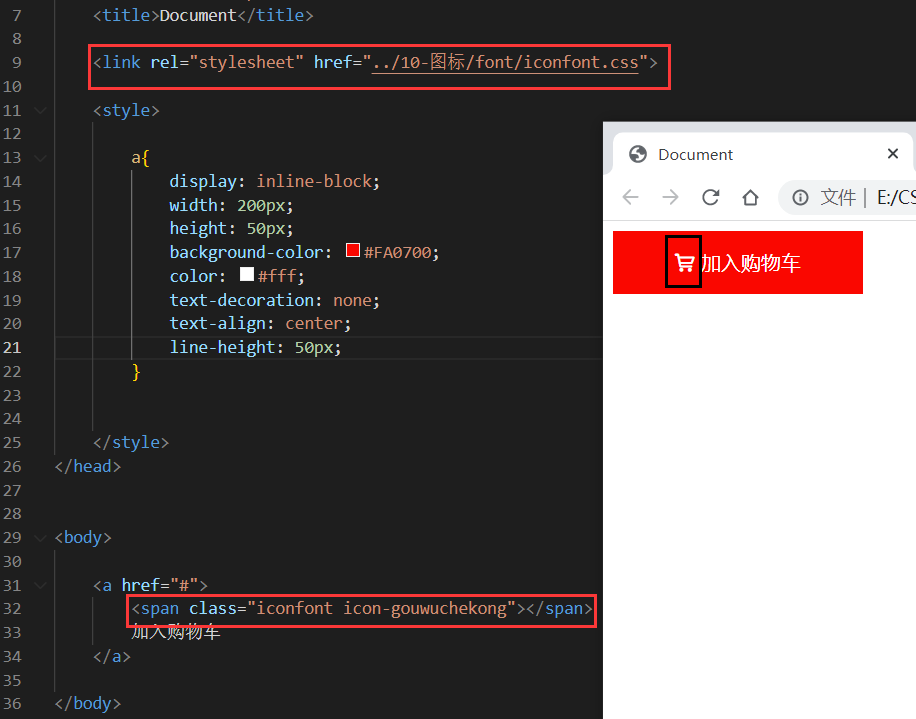 7 <title>Document</title>
8
9 <link rel="stylesheet" href="../10-图标/font/iconfont.css">
10
11 <style>
12
13 a{
14 display: inline-block;
15 width: 200px;
16 height: 50px;
17 background-color: #FA0700;
18 color: #fff;
19 text-decoration: none;
20 text-align: center;
21 line-height: 50px;
22 }
23
24
25 </style>
26 </head>
27
28
29 <body>
30
31 <a href="#">
32 <span class="iconfont icon-gouwuchekong"></span>
33 加入购物车
34 </a>
35
36 </body>
Document
文件 | E:/CS
加入购物车